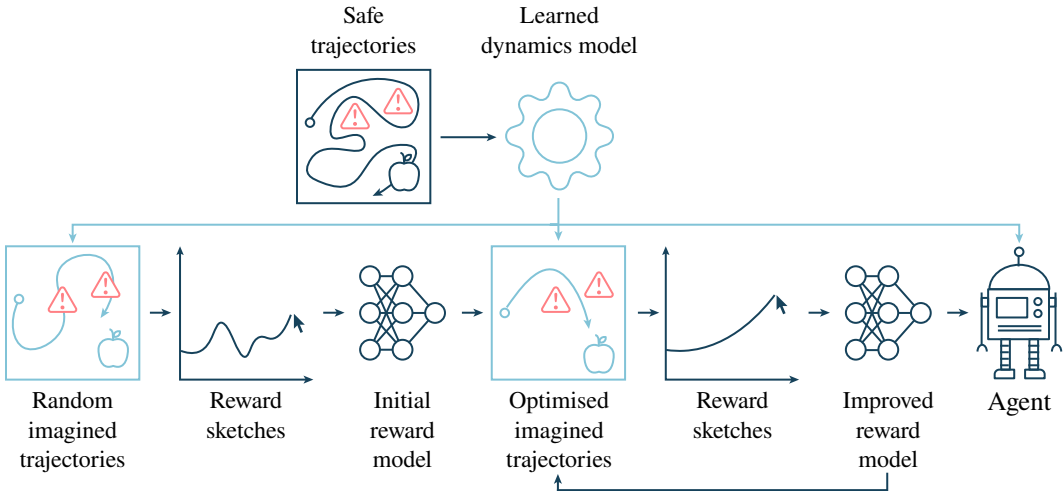 Safe
trajectories
Learned
dynamics model
Random
imagined
trajectories
Reward
sketches
Initial
reward
model
Optimised
imagined
trajectories
Reward
sketches
Improved
reward
model
Agent